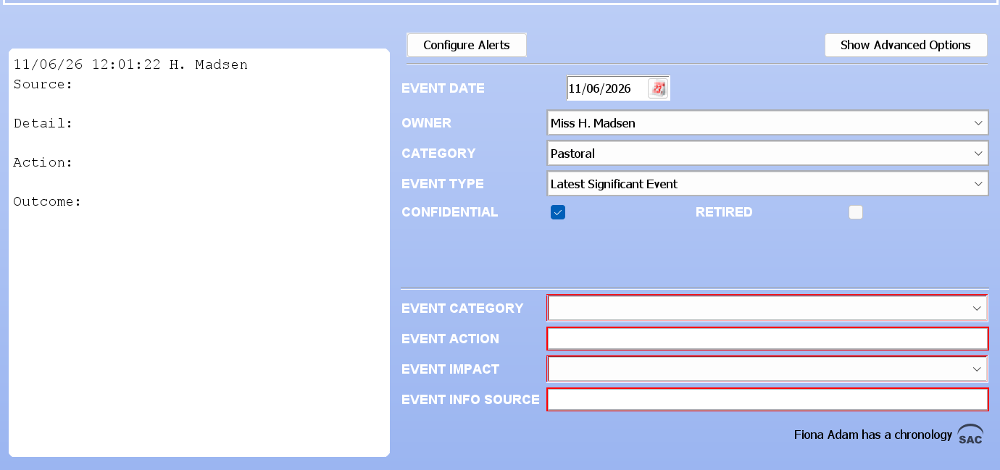 11/06/26 12:01:22 H. Madsen
Source:
Detail:
Action:
Outcome:
Configure Alerts
Show Advanced Options
EVENT DATE 11/06/2026
OWNER Miss H. Madsen
CATEGORY Pastoral
EVENT TYPE Latest Significant Event
CONFIDENTIAL RETIRED
EVENT CATEGORY
EVENT ACTION
EVENT IMPACT
EVENT INFO SOURCE
Fiona Adam has a chronology SAC